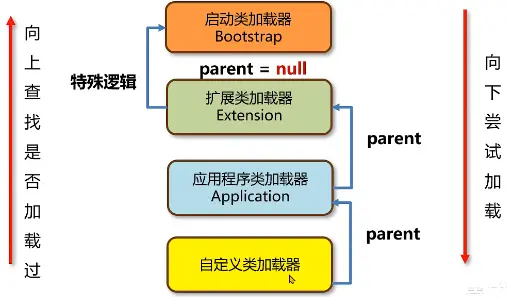 向上查找是否加载过
启动类加载器
Bootstrap
特殊逻辑
parent = null
扩展类加载器
Extension
parent
应用程序类加载器
Application
parent
自定义类加载器
向下尝试加载